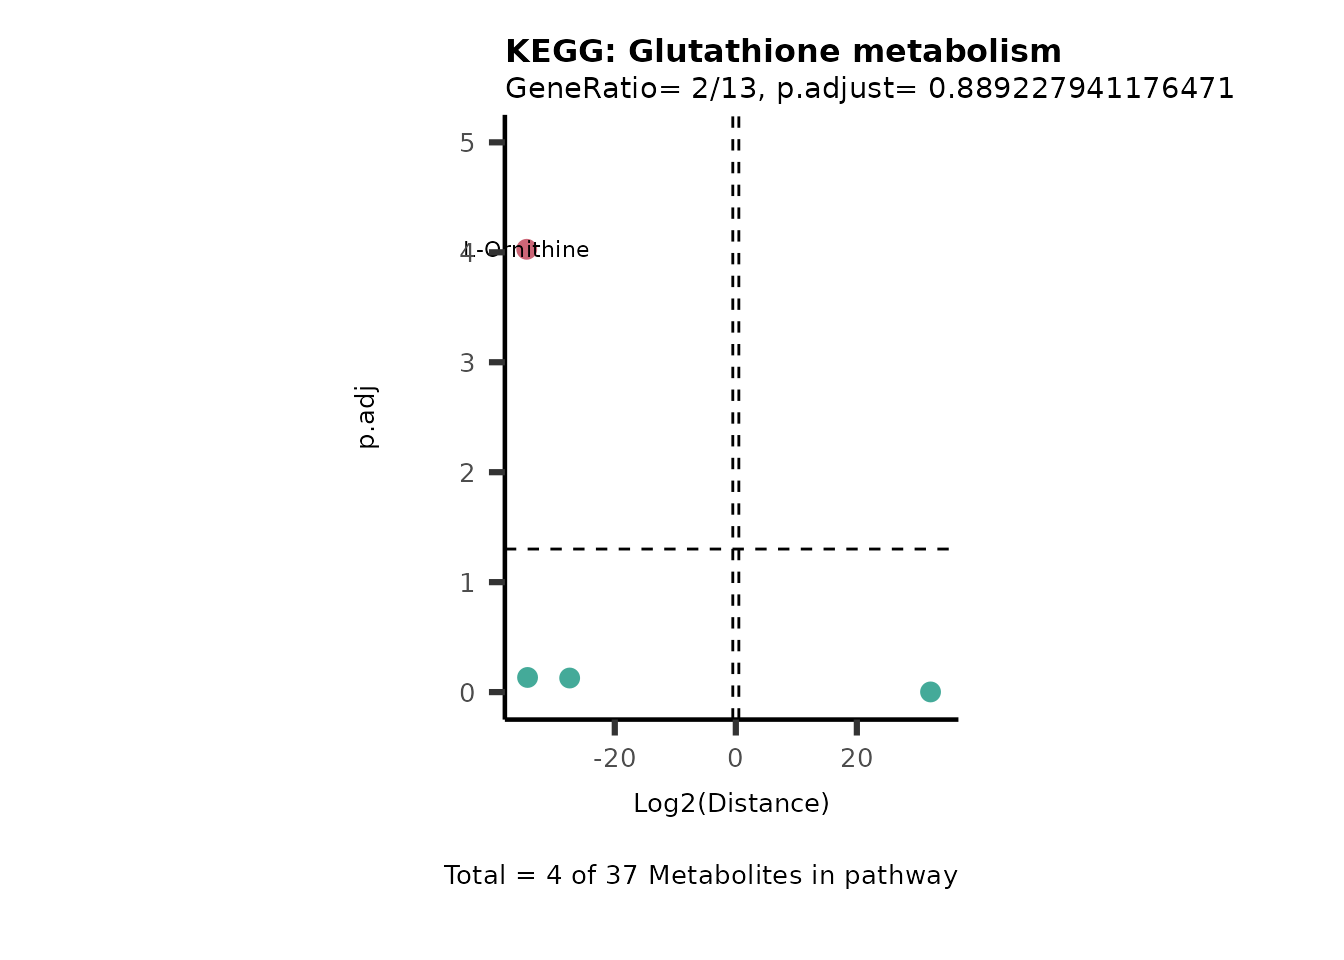 KEGG: Glutathione metabolism
GeneRatio= 2/13, p.adjust= 0.889227941176471
5
4
L-Ornithine
3
p.adj
2
1
0
-20 0 20
Log2(Distance)
Total = 4 of 37 Metabolites in pathway